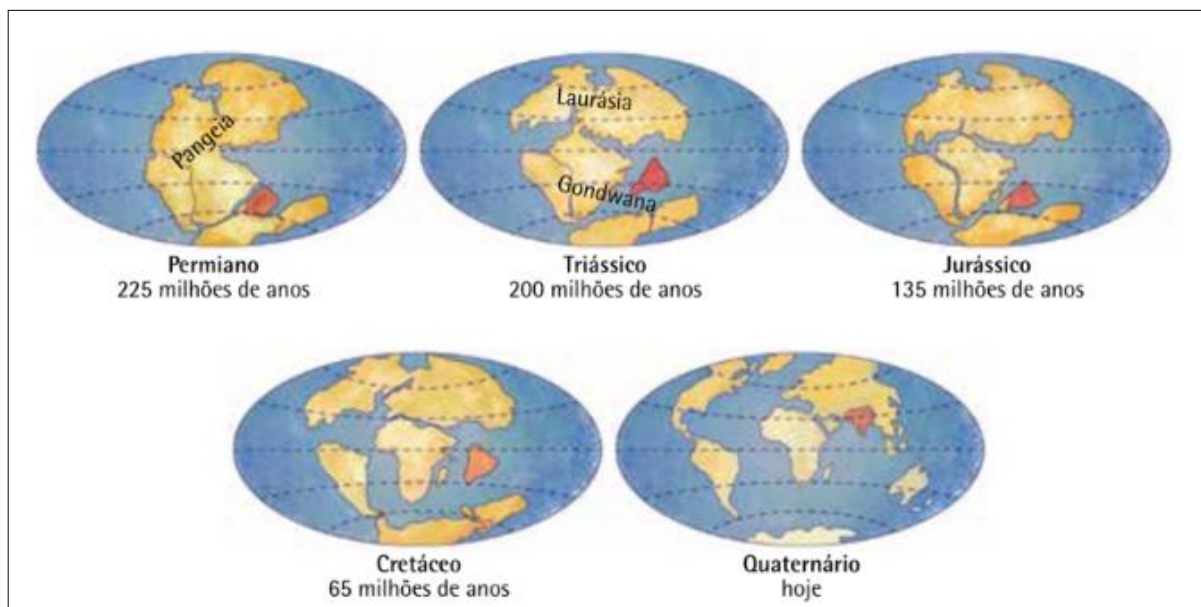 Pangeia
Permiano
225 milhões de anos
Laurásia
Gondwana
Triássico
200 milhões de anos
Jurássico
135 milhões de anos
Cretáceo
65 milhões de anos
Quaternário
hoje